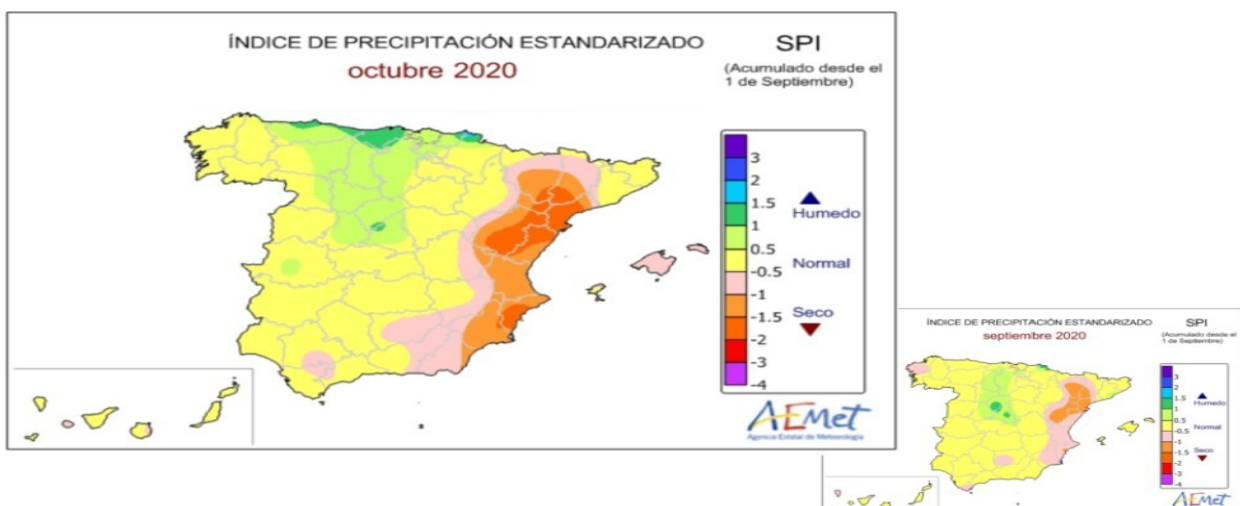 ÍNDICE DE PRECIPITACIÓN ESTANDARIZADO
octubre 2020
SPI
(Acumulado desde el
1 de Septiembre)
3
2
1.5
1
0.5
-0.5
-1
-1.5
-2
-3
-4
Humedo
Normal
Seco
AEMet
Agencia Estatal de Meteorología
ÍNDICE DE PRECIPITACIÓN ESTANDARIZADO
septiembre 2020
SPI
(Acumulado desde el
1 de Septiembre)
3
2
1.5
1
0.5
-0.5
-1
-1.5
-2
-3
-4
Humedo
Normal
Seco
AEMet